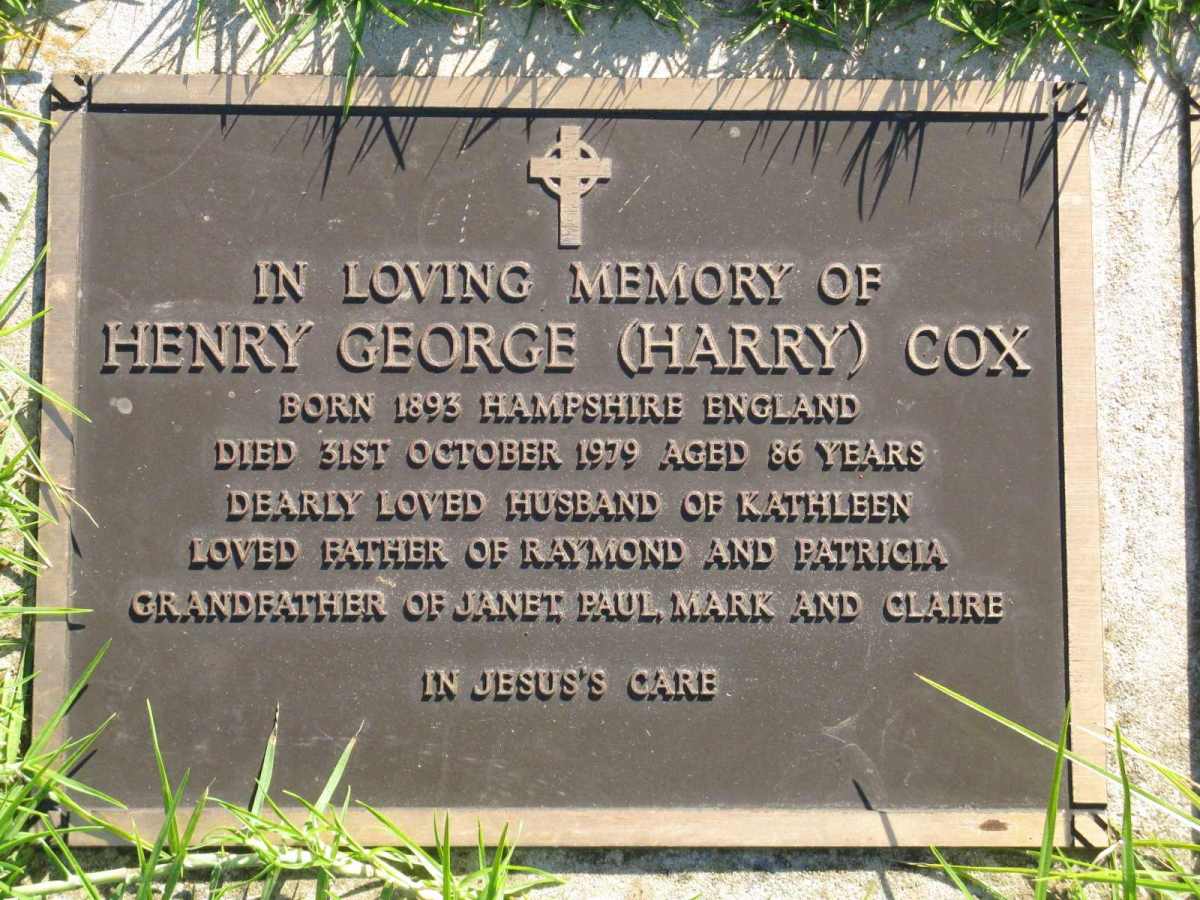 IN LOVING MEMORY OF
HENRY GEORGE (HARRY) COX
BORN 1893 HAMPSHIRE ENGLAND
DIED 31ST OCTOBER 1979 AGED 86 YEARS
DEARLY LOVED HUSBAND OF KATHLEEN
LOVED FATHER OF RAYMOND AND PATRICIA
GRANDFATHER OF JANET, PAUL, MARK AND CLAIRE
IN JESUS'S CARE